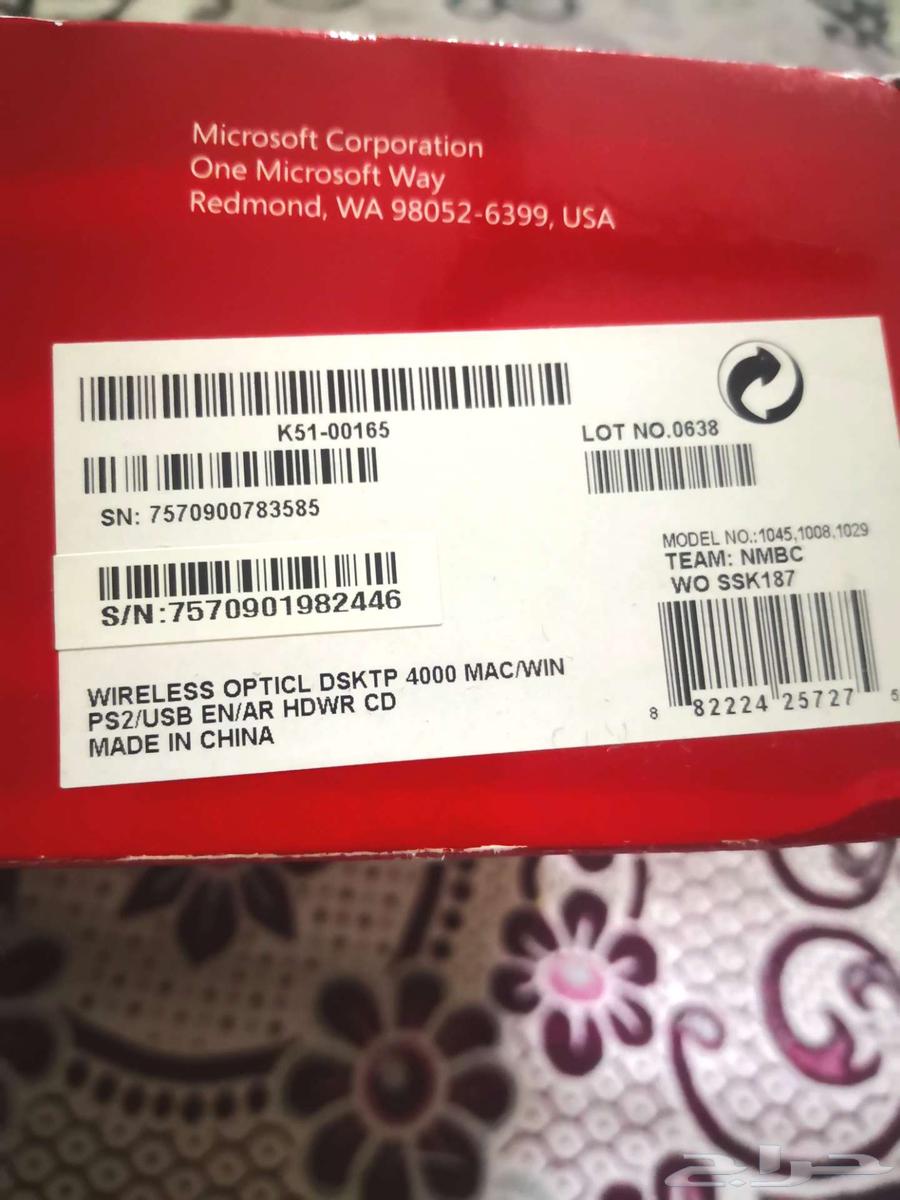 Microsoft Corporation
One Microsoft Way
Redmond, WA 98052-6399, USA
K51-00165
LOT NO.0638
SN: 7570900783585
S/N:7570901982446
MODEL NO.:1045,1008,1029
TEAM: NMBC
WO SSK187
WIRELESS OPTICL DSKTP 4000 MAC/WIN
PS2/USB EN/AR HDWR CD
MADE IN CHINA
8 82224 25727 5
حراج